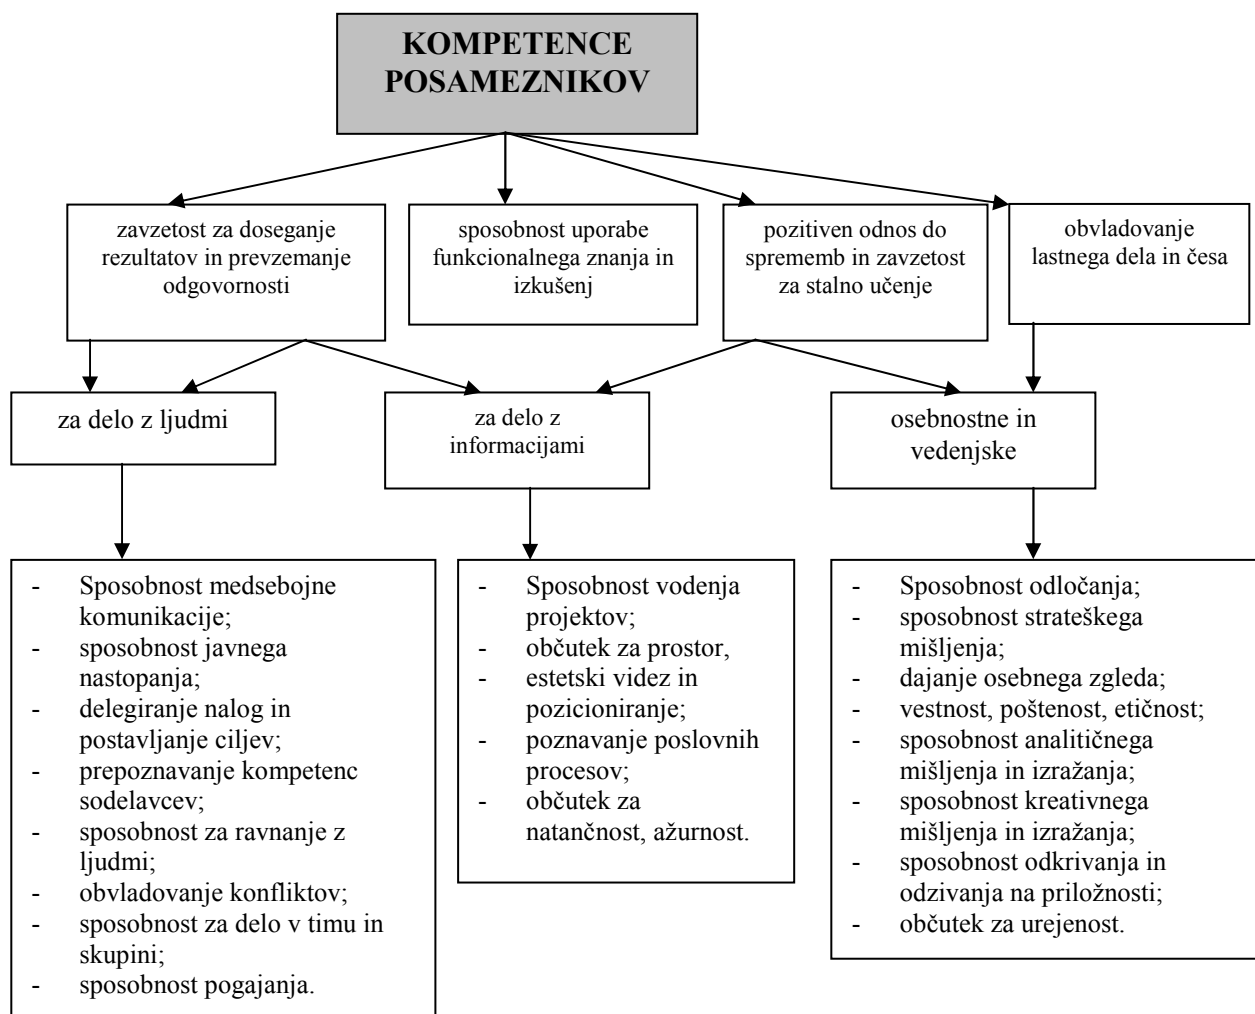 KOMPETENCE
POSAMEZNIKOV
zavzetost za doseganje
rezultatov in prevzemanje
odgovornosti
sposobnost uporabe
funkcionalnega znanja in
izkušenj
pozitiven odnos do
sprememb in zavzetost
za stalno učenje
obvladovanje
lastnega dela in česa
za delo z ljudmi
za delo z
informacijami
osebnostne in
vedenjske
- Sposobnost medsebojne
komunikacije;
- sposobnost javnega
nastopanja;
- delegiranje nalog in
postavljanje ciljev;
- prepoznavanje kompetenc
sodelavcev;
- sposobnost za ravnanje z
ljudmi;
- obvladovanje konfliktov;
- sposobnost za delo v timu in
skupini;
- sposobnost pogajanja.
- Sposobnost vodenja
projektov;
- občutek za prostor,
- estetski videz in
pozicioniranje;
- poznavanje poslovnih
procesov;
- občutek za
natančnost, ažurnost.
- Sposobnost odločanja;
- sposobnost strateškega
mišljenja;
- dajanje osebnega zgleda;
- vestnost, poštenost, etičnost;
- sposobnost analitičnega
mišljenja in izražanja;
- sposobnost kreativnega
mišljenja in izražanja;
- sposobnost odkrivanja in
odzivanja na priložnosti;
- občutek za urejenost.